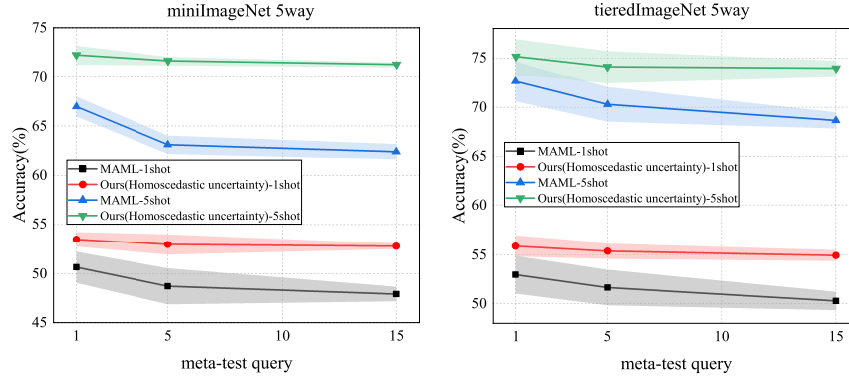 miniImageNet 5way
75
70
65
60
55
50
45
Accuracy(%)
MAML-1shot
Ours(Homoscedastic uncertainty)-1shot
MAML-5shot
Ours(Homoscedastic uncertainty)-5shot
1
5
10
15
meta-test query
tieredImageNet 5way
75
70
65
60
55
50
Accuracy(%)
MAML-1shot
Ours(Homoscedastic uncertainty)-1shot
MAML-5shot
Ours(Homoscedastic uncertainty)-5shot
1
5
10
15
meta-test query